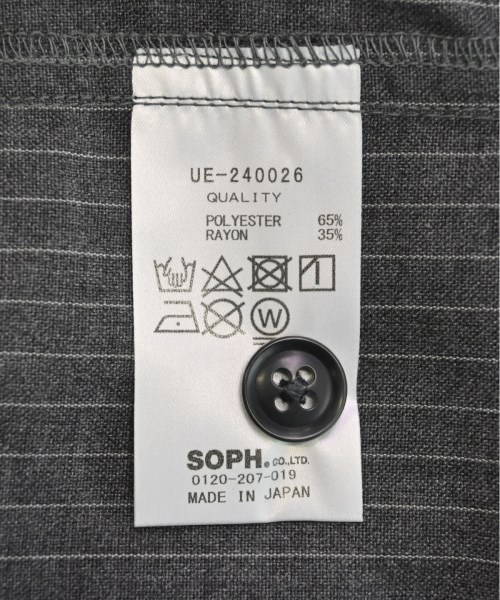 UE-240026
QUALITY
POLYESTER 65%
RAYON 35%
W
SOPH. CO.,LTD.
0120-207-019
MADE IN JAPAN